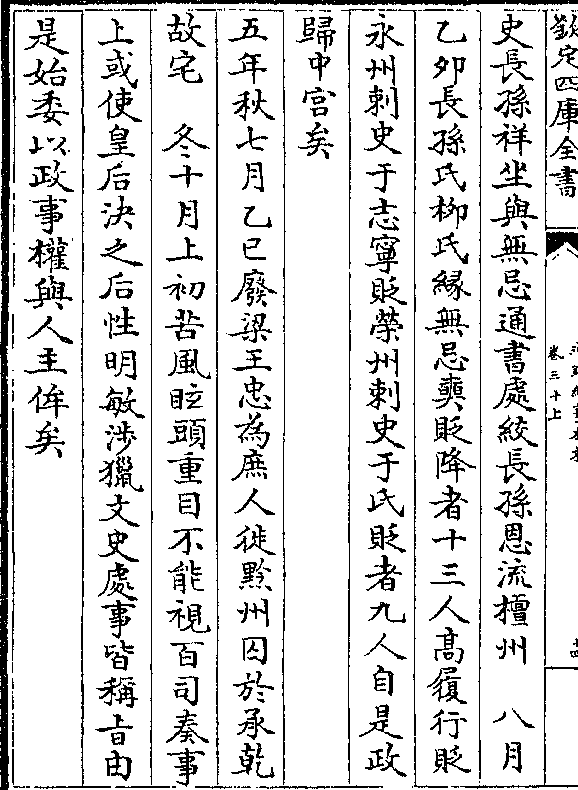 欽定四庫全書
卷三十上
史長孫祥坐與無忌通書處絞長孫恩流檀州　八月
乙卯長孫氏柳氏緣無忌奭貶降者十三人高履行貶
永州刺史于志寧貶榮州刺史于氏貶者九人自是政
歸中宮矣
五年秋七月乙巳廢梁王忠為庶人徙黔州囚於承乾
故宅　冬十月上初苦風眩頭重目不能視百司奏事
上或使皇后決之后性明敏涉獵文史處事皆稱旨由
是始委以政事權與人主侔矣